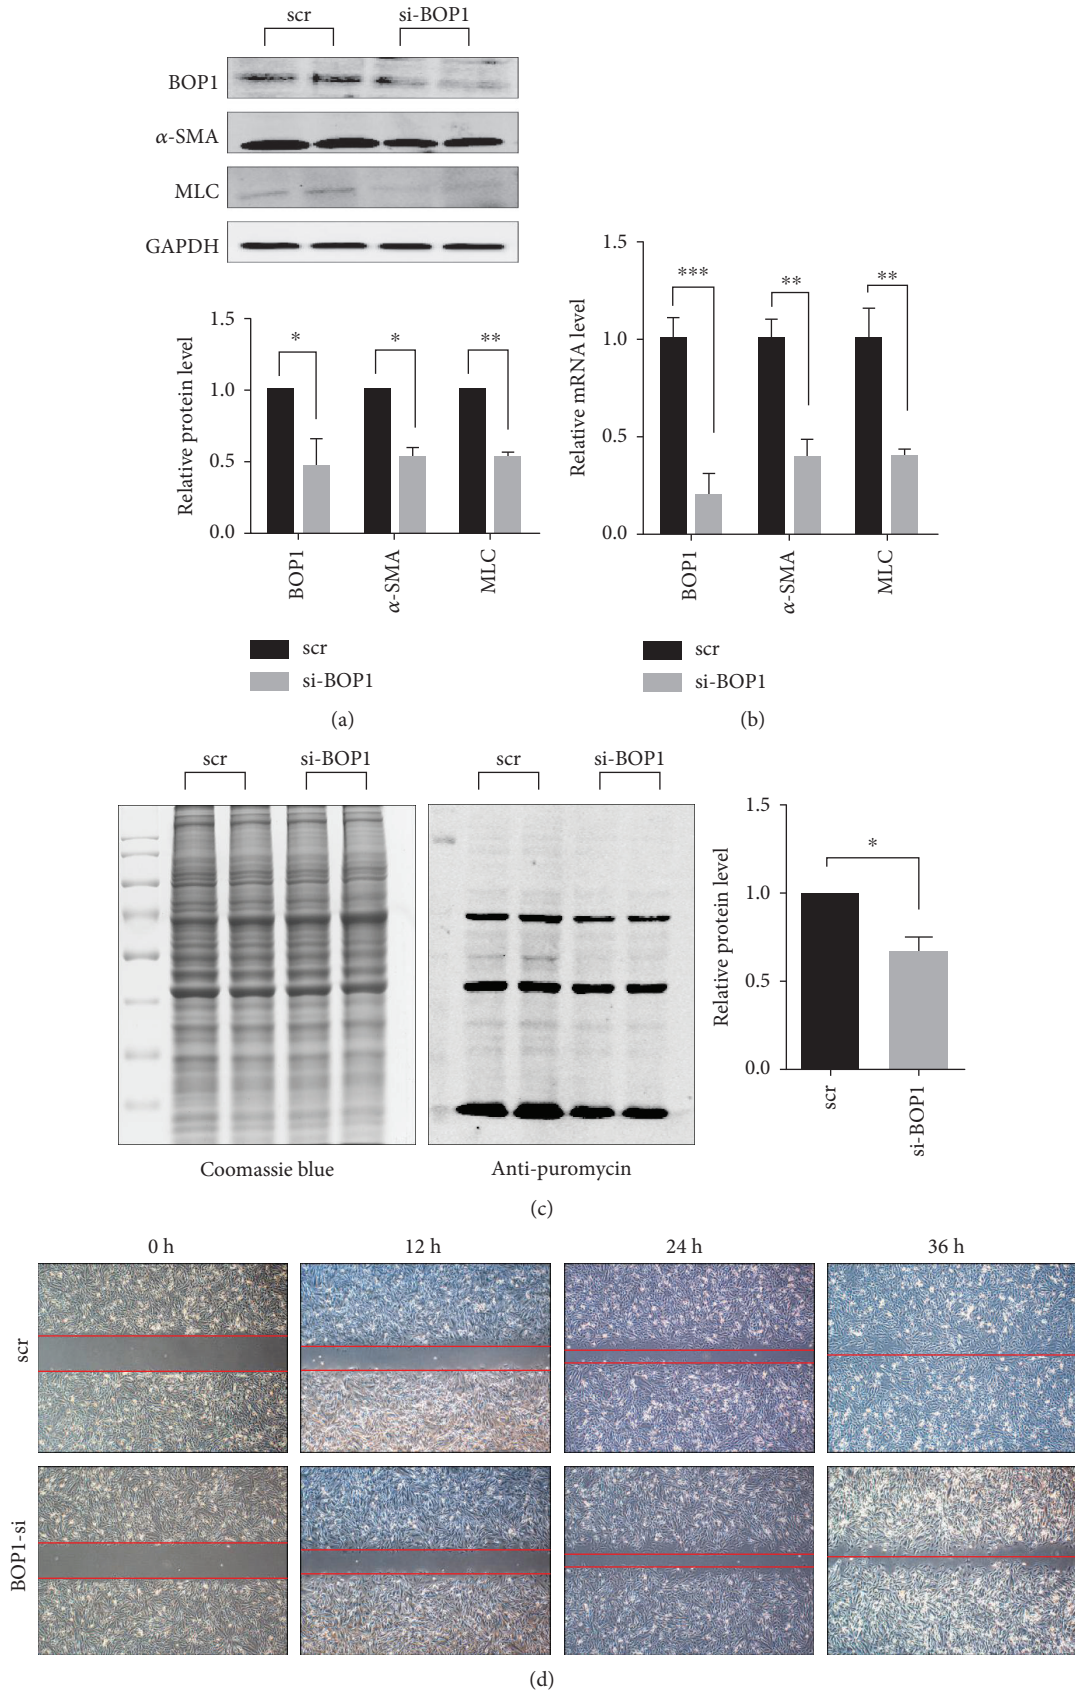 scr si-BOP1
BOP1
α-SMA
MLC
GAPDH
Relative protein level
1.5
1.0
0.5
0.0
* * **
BOP1 α-SMA MLC
scr
si-BOP1
(a)
Relative mRNA level
1.5
1.0
0.5
0.0
*** ** **
BOP1 α-SMA MLC
scr
si-BOP1
(b)
scr si-BOP1
Coomassie blue
scr si-BOP1
Anti-puromycin
Relative protein level
1.5
1.0
0.5
0.0
*
scr si-BOP1
(c)
0 h 12 h 24 h 36 h
scr
BOP1-si
(d)